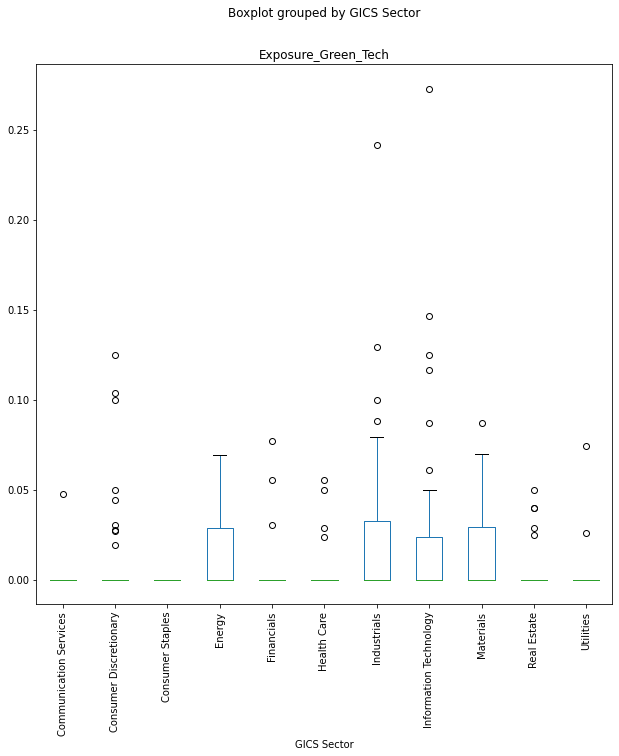 Boxplot grouped by GICS Sector
Exposure_Green_Tech
0.25
0.20
0.15
0.10
0.05
0.00
Communication Services
Consumer Discretionary
Consumer Staples
Energy
Financials
Health Care
Industrials
Information Technology
Materials
Real Estate
Utilities
GICS Sector